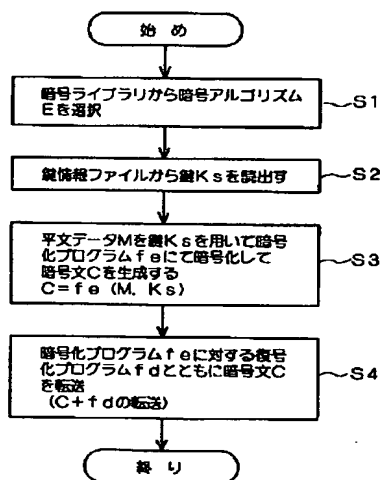 始 め
暗号ライブラリから暗号アルゴリズム
Eを選択
S1
鍵情報ファイルから鍵Ksを読出す
S2
平文データMを鍵Ksを用いて暗号
化プログラムfeにて暗号化して
暗号文Cを生成する
C=fe (M, Ks)
S3
暗号化プログラムfeに対する復号
化プログラムfdとともに暗号文C
を転送
(C+fdの転送)
S4
終 り